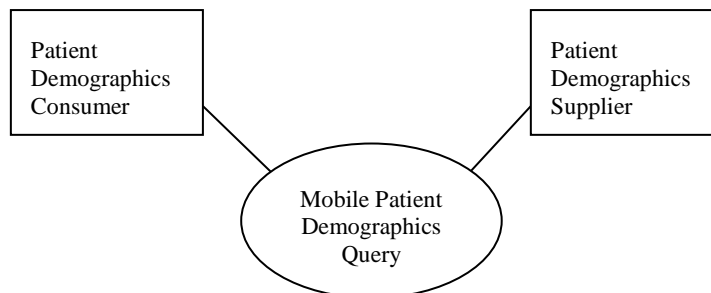 Patient
Demographics
Consumer
Patient
Demographics
Supplier
Mobile Patient
Demographics
Query